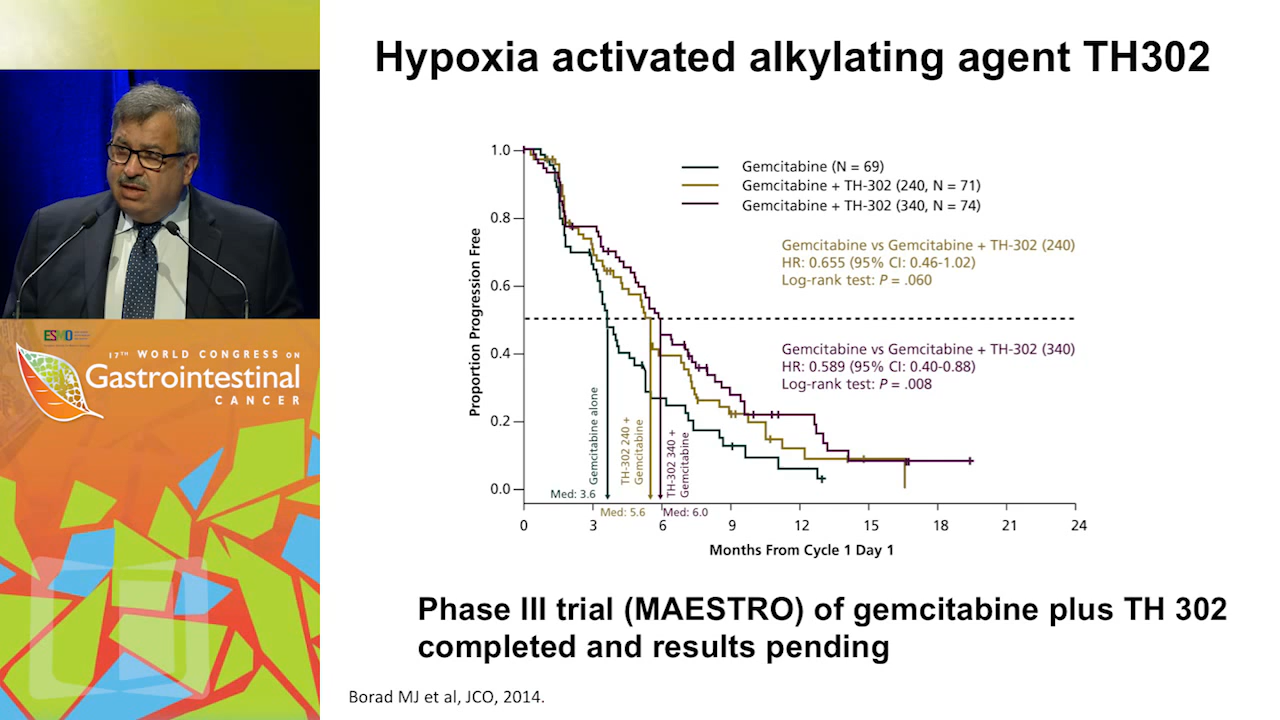 Hypoxia activated alkylating agent TH302
1.0
0.8
0.6
0.4
0.2
0.0
Proportion Progression Free
Gemcitabine (N = 69)
Gemcitabine + TH-302 (240, N = 71)
Gemcitabine + TH-302 (340, N = 74)
Gemcitabine vs Gemcitabine + TH-302 (240)
HR: 0.655 (95% CI: 0.46-1.02)
Log-rank test: P = .060
Gemcitabine vs Gemcitabine + TH-302 (340)
HR: 0.589 (95% CI: 0.40-0.88)
Log-rank test: P = .008
Gemcitabine alone
TH-302 240 +
Gemcitabine
TH-302 340 +
Gemcitabine
Med: 3.6
Med: 5.6
Med: 6.0
0 3 6 9 12 15 18 21 24
Months From Cycle 1 Day 1
Phase III trial (MAESTRO) of gemcitabine plus TH 302
completed and results pending
Borad MJ et al, JCO, 2014.
ESMO
17TH WORLD CONGRESS ON
Gastrointestinal
CANCER